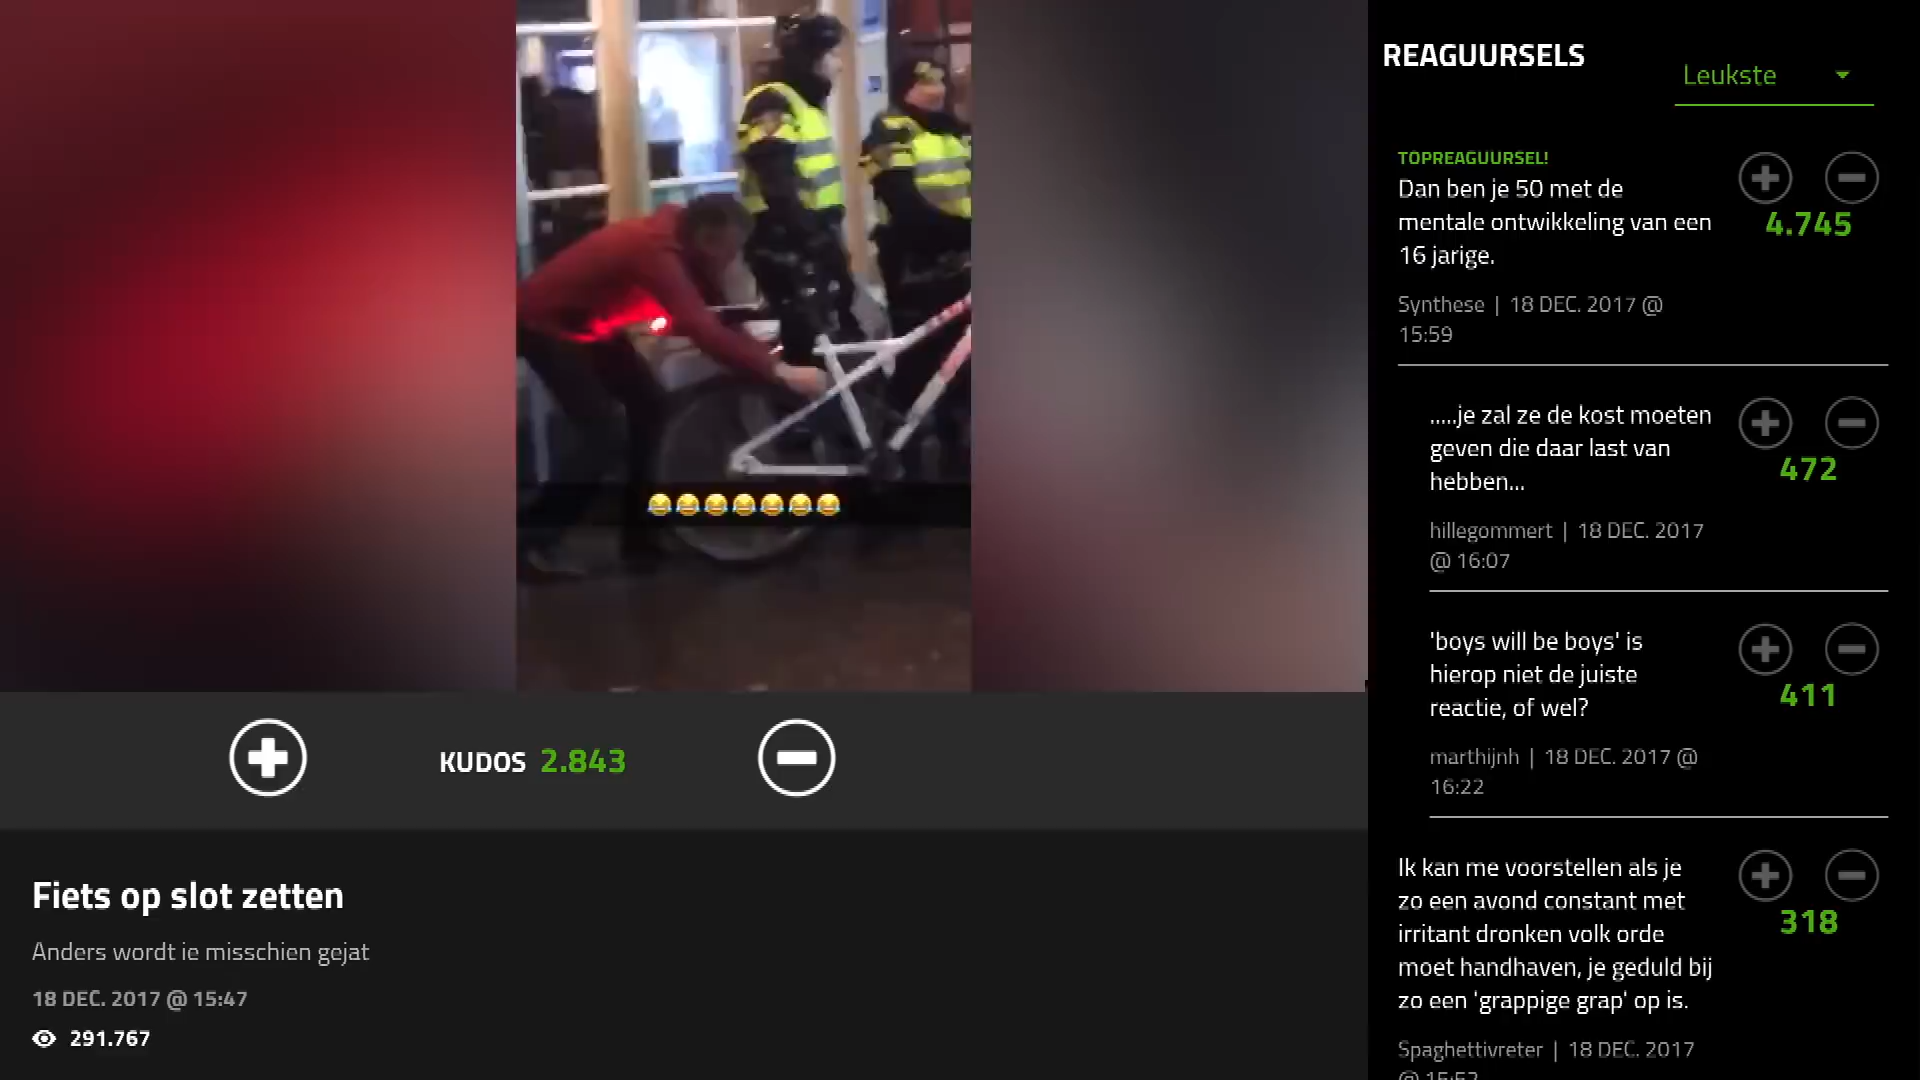 REAGUURSELS
Leukste
TOPREAGUURSEL!
Dan ben je 50 met de
mentale ontwikkeling van een
16 jarige.
4.745
Synthese | 18 DEC. 2017 @
15:59
.....je zal ze de kost moeten
geven die daar last van
hebben...
472
hillegommert | 18 DEC. 2017
@ 16:07
'boys will be boys' is
hierop niet de juiste
reactie, of wel?
411
marthijnh | 18 DEC. 2017 @
16:22
Ik kan me voorstellen als je
zo een avond constant met
irritant dronken volk orde
moet handhaven, je geduld bij
zo een 'grappige grap' op is.
318
Spaghettivreter | 18 DEC. 2017
@ 15:57
KUDOS 2.843
Fiets op slot zetten
Anders wordt ie misschien gejat
18 DEC. 2017 @ 15:47
291.767